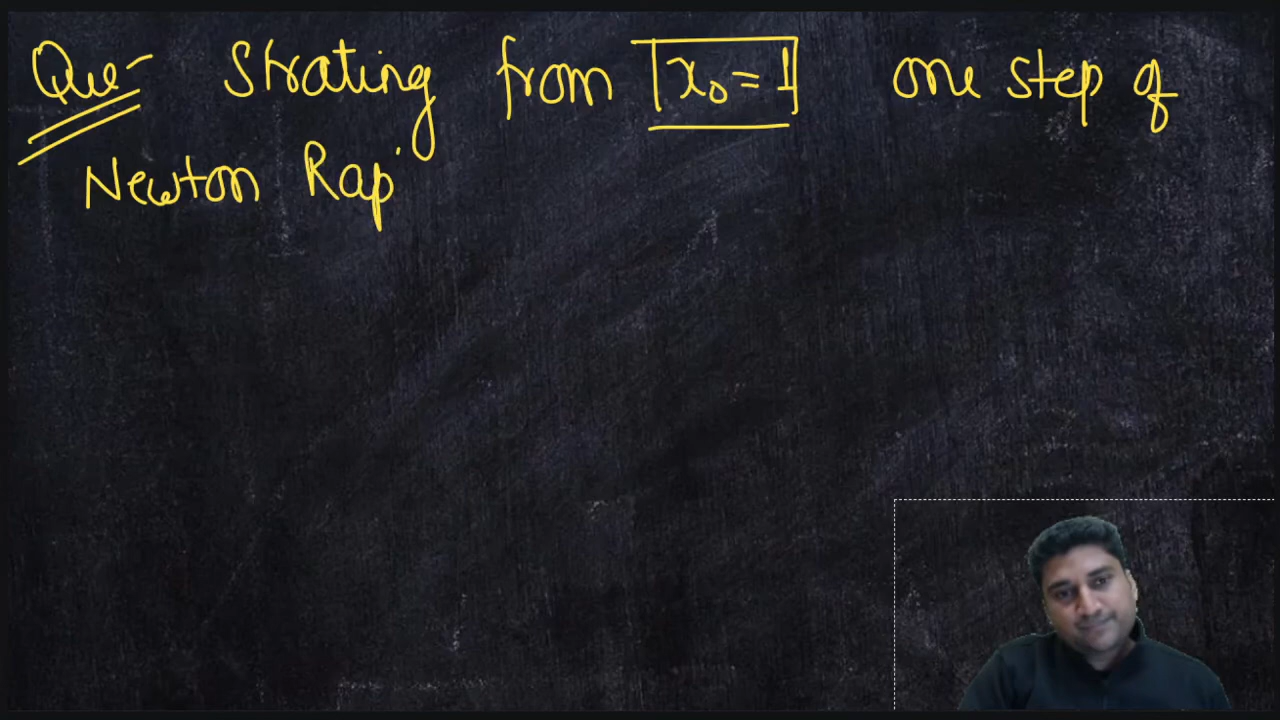 Que- Strating from x₀ = 1 one step of
Newton Rap